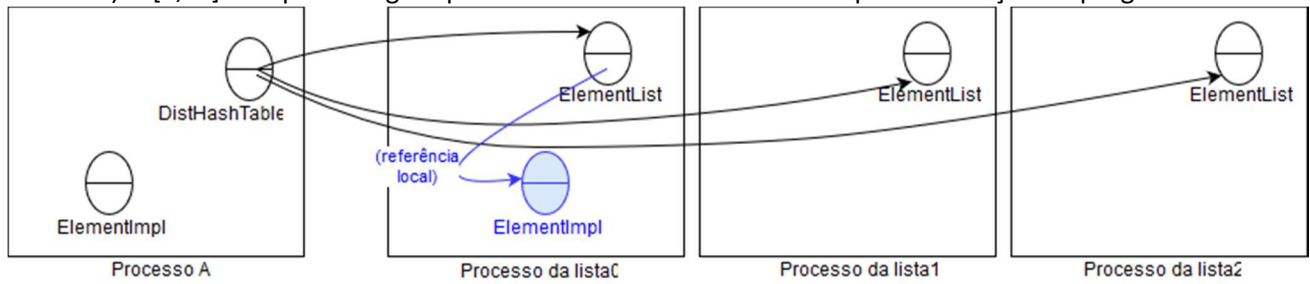 DistHashTable
ElementList
ElementList
ElementList
(referência
local)
ElementImpl
ElementImpl
Processo A
Processo da lista0
Processo da lista1
Processo da lista2